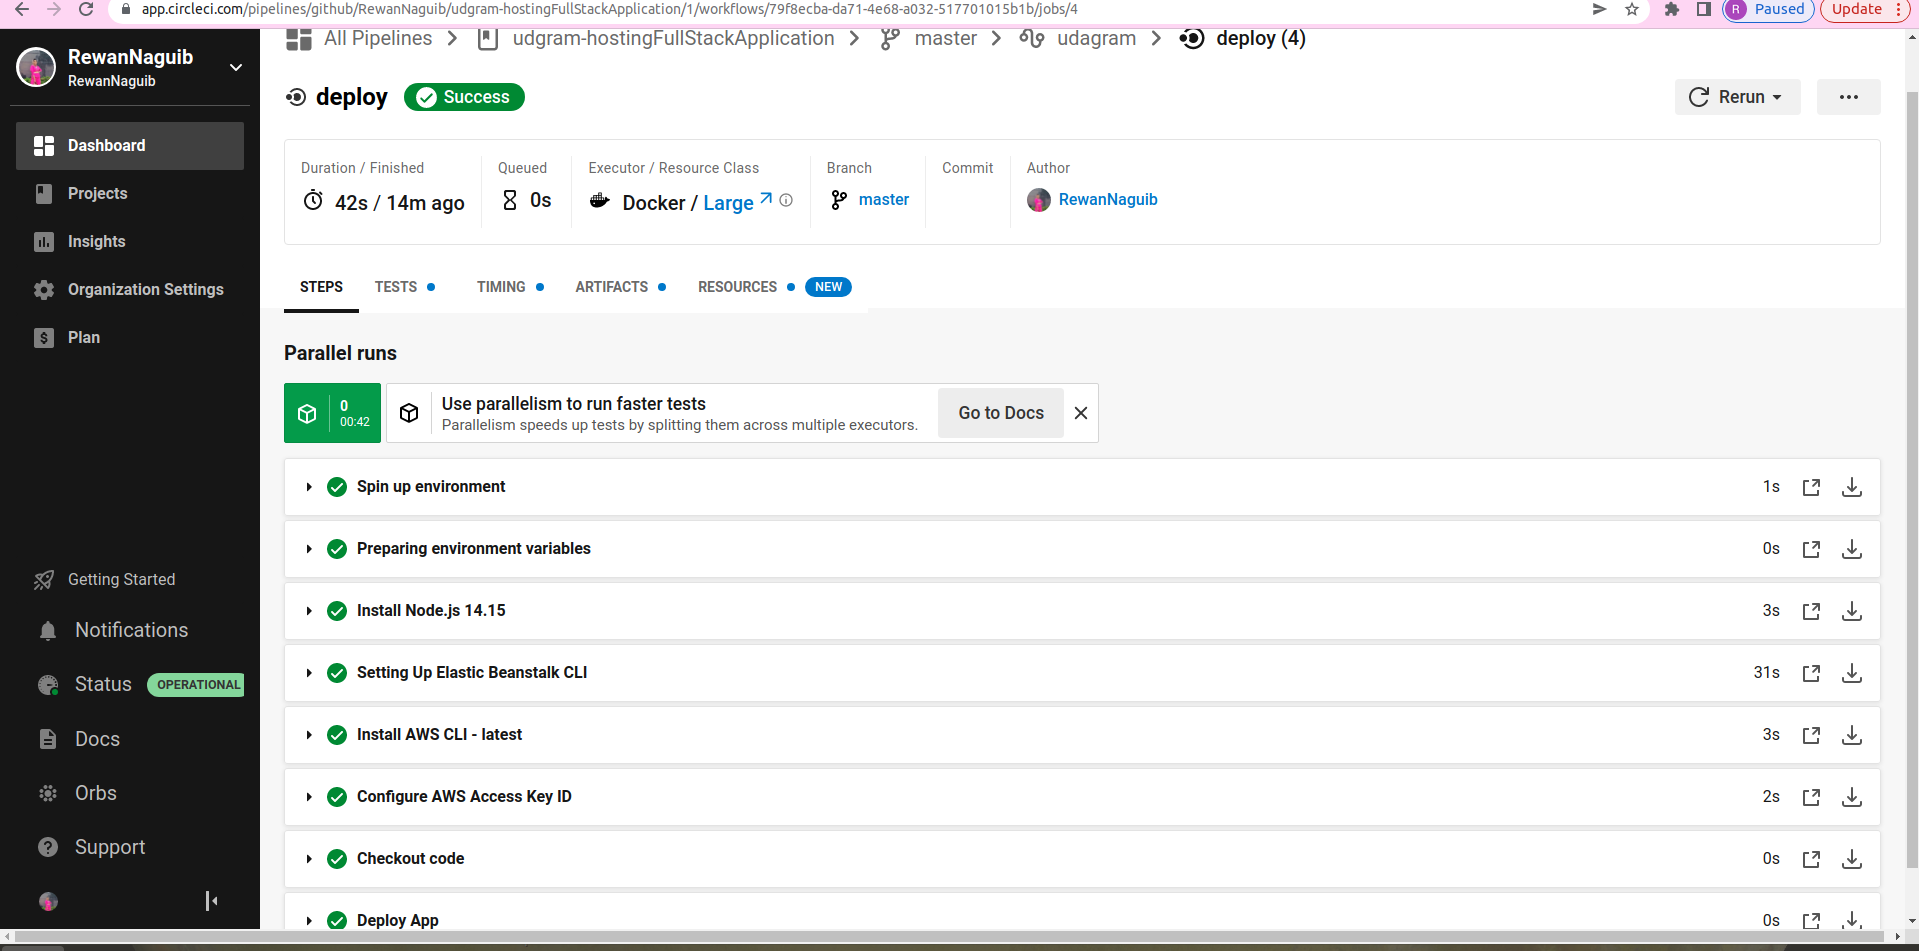 app.circleci.com/pipelines/github/RewanNaguib/udgram-hostingFullStackApplication/1/workflows/79f8ecba-da71-4e68-a032-517701015b1b/jobs/4
R Paused
Update
RewanNaguib
RewanNaguib
Dashboard
Projects
Insights
Organization Settings
Plan
Getting Started
Notifications
Status OPERATIONAL
Docs
Orbs
Support
All Pipelines
udgram-hostingFullStackApplication
master
udagram
deploy (4)
deploy
Success
Rerun
Duration / Finished
42s / 14m ago
Queued
0s
Executor / Resource Class
Docker / Large
Branch
master
Commit
Author
RewanNaguib
STEPS
TESTS
TIMING
ARTIFACTS
RESOURCES
NEW
Parallel runs
0
00:42
Use parallelism to run faster tests
Parallelism speeds up tests by splitting them across multiple executors.
Go to Docs
Spin up environment 1s
Preparing environment variables 0s
Install Node.js 14.15 3s
Setting Up Elastic Beanstalk CLI 31s
Install AWS CLI - latest 3s
Configure AWS Access Key ID 2s
Checkout code 0s
Deploy App 0s